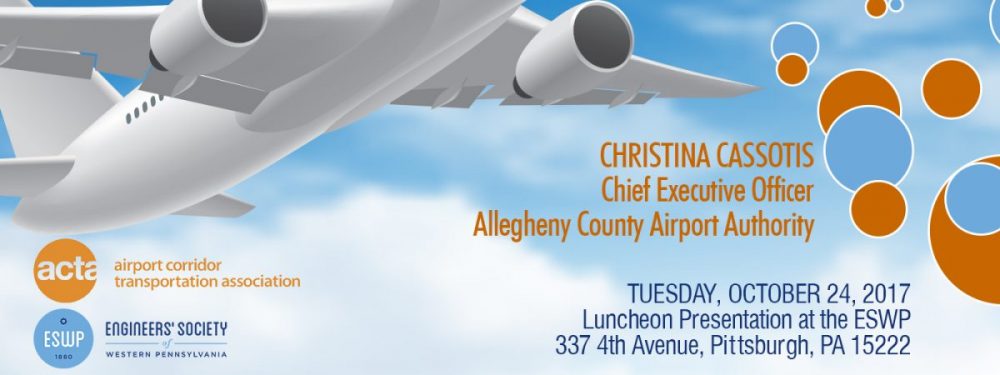 CHRISTINA CASSOTIS
Chief Executive Officer
Allegheny County Airport Authority
acta
airport corridor
transportation association
ESWP
1880
ENGINEERS' SOCIETY
of
WESTERN PENNSYLVANIA
TUESDAY, OCTOBER 24, 2017
Luncheon Presentation at the ESWP
337 4th Avenue, Pittsburgh, PA 15222